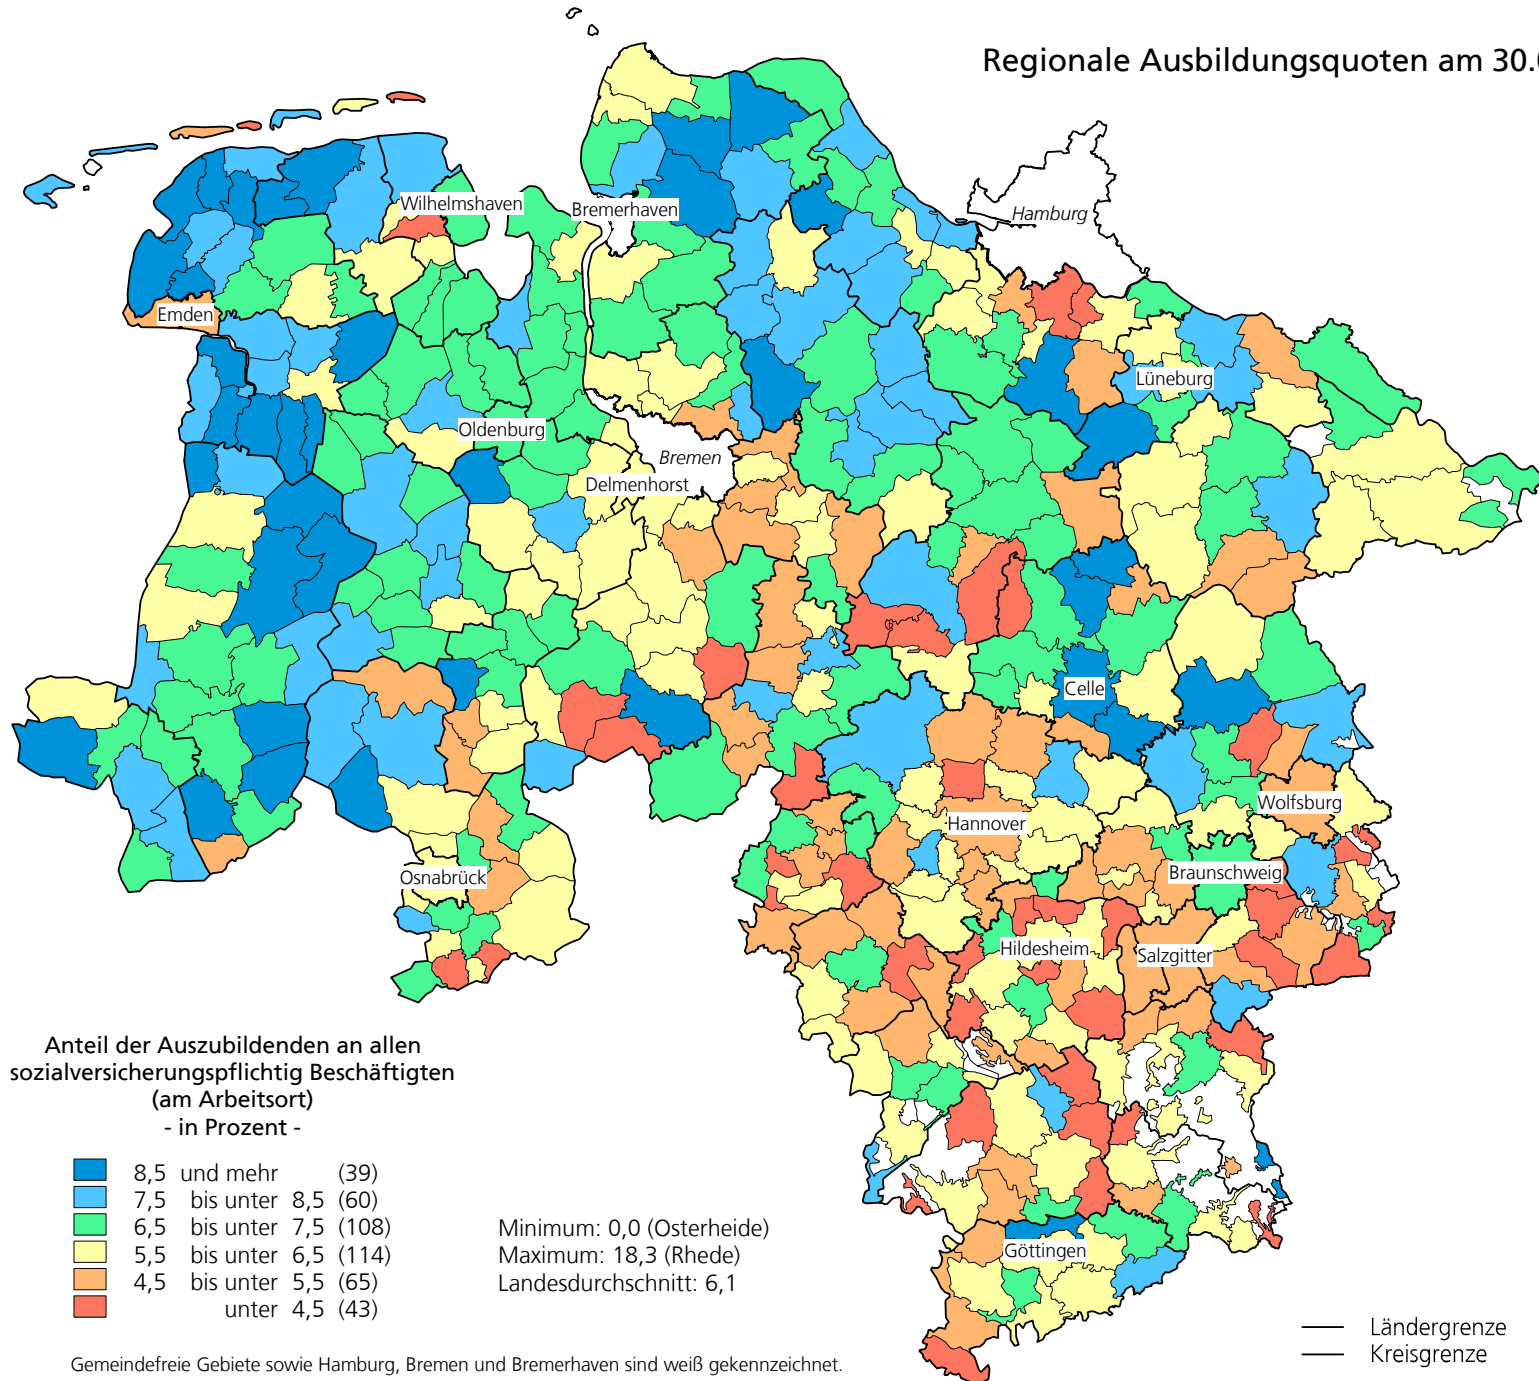 Regionale Ausbildungsquoten am 30.
Hamburg
Wilhelmshaven
Bremerhaven
Emden
Lüneburg
Oldenburg
Bremen
Delmenhorst
Celle
Wolfsburg
Hannover
Braunschweig
Osnabrück
Hildesheim
Salzgitter
Göttingen
Anteil der Auszubildenden an allen
sozialversicherungspflichtig Beschäftigten
(am Arbeitsort)
- in Prozent -
8,5 und mehr (39)
7,5 bis unter 8,5 (60)
6,5 bis unter 7,5 (108)
5,5 bis unter 6,5 (114)
4,5 bis unter 5,5 (65)
unter 4,5 (43)
Minimum: 0,0 (Osterheide)
Maximum: 18,3 (Rhede)
Landesdurchschnitt: 6,1
Ländergrenze
Kreisgrenze
Gemeindefreie Gebiete sowie Hamburg, Bremen und Bremerhaven sind weiß gekennzeichnet.